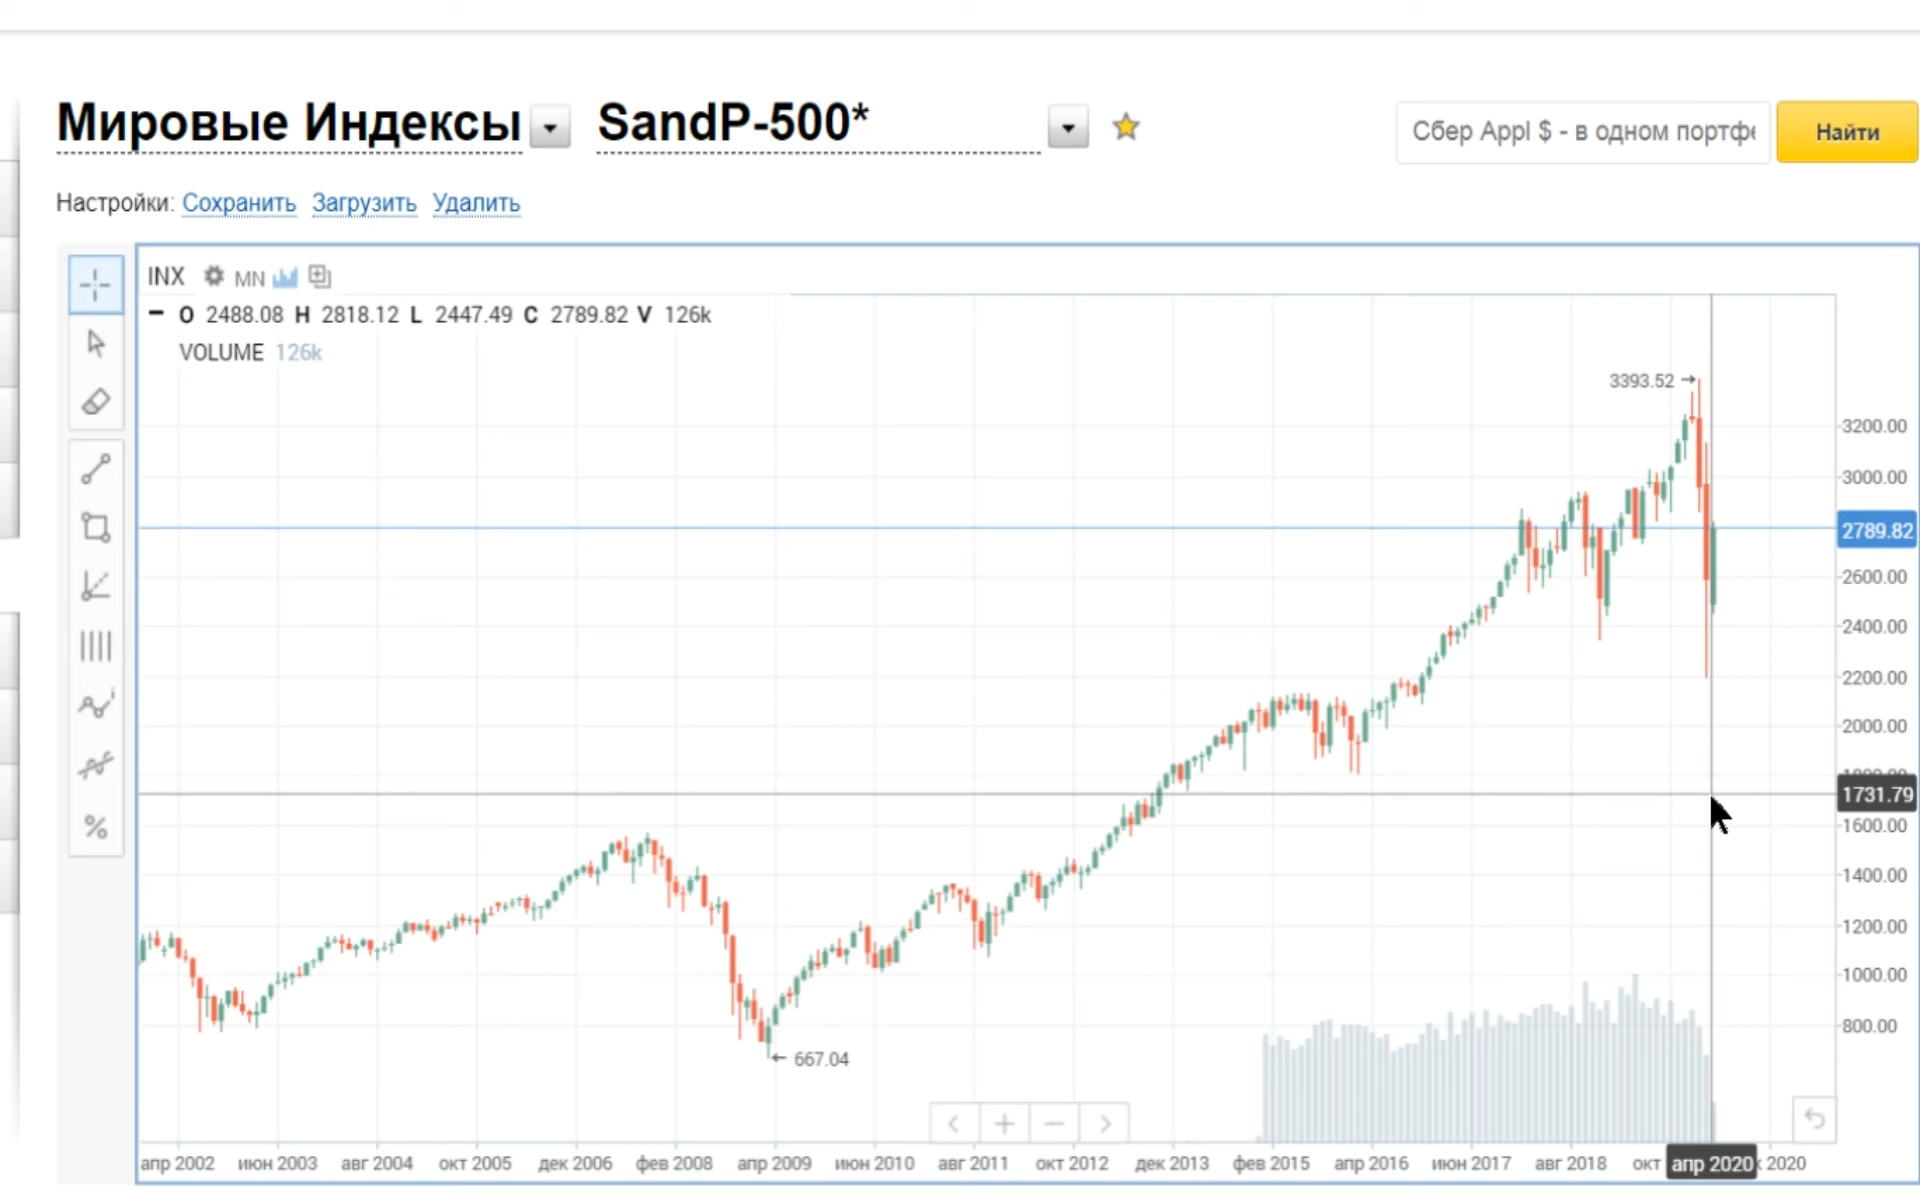 Мировые Индексы SandP-500*
Сбер Appl $ - в одном портфе
Найти
Настройки: Сохранить Загрузить Удалить
INX MN
O 2488.08 H 2818.12 L 2447.49 C 2789.82 V 126k
VOLUME 126k
3393.52
3200.00
3000.00
2789.82
2600.00
2400.00
2200.00
2000.00
1731.79
1600.00
1400.00
1200.00
1000.00
800.00
667.04
апр 2002 июн 2003 авг 2004 окт 2005 дек 2006 фев 2008 апр 2009 июн 2010 авг 2011 окт 2012 дек 2013 фев 2015 апр 2016 июн 2017 авг 2018 окт апр 2020 2020